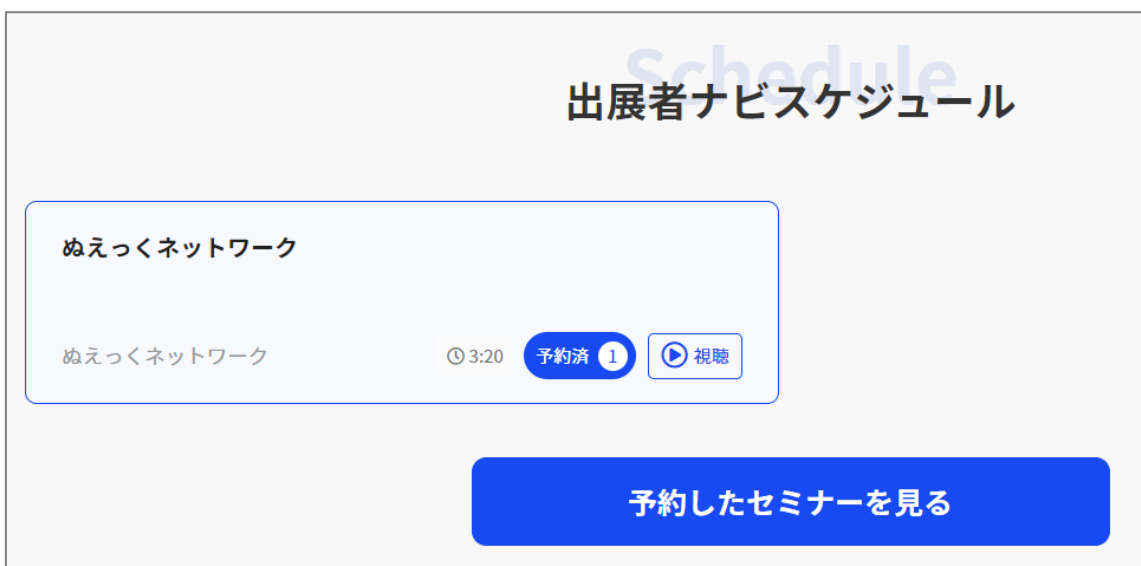 Schedule
出展者ナビスケジュール
ぬえっくネットワーク
ぬえっくネットワーク 3:20 予約済 1 視聴
予約したセミナーを見る